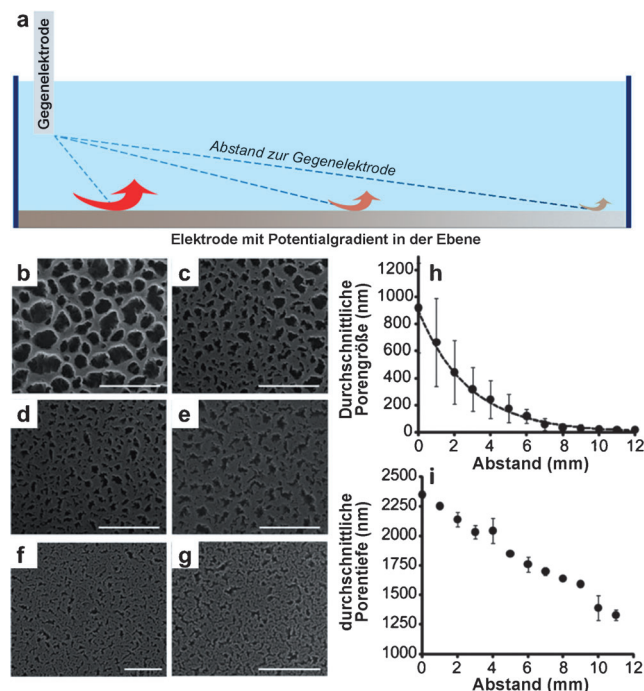 a
Gegenelektrode
Abstand zur Gegenelektrode
Elektrode mit Potentialgradient in der Ebene
b
c
d
e
f
g
h
Durchschnittliche
Porengröße (nm)
1200
1000
800
600
400
200
0
0 2 4 6 8 10 12
Abstand (mm)
i
durchschnittliche
Porentiefe (nm)
2500
2250
2000
1750
1500
1250
1000
0 2 4 6 8 10 12
Abstand (mm)